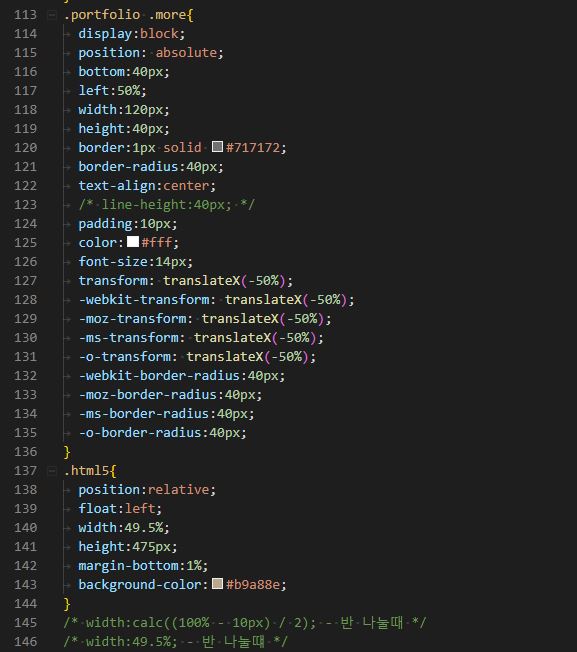 113 .portfolio .more{
114 display:block;
115 position: absolute;
116 bottom:40px;
117 left:50%;
118 width:120px;
119 height:40px;
120 border:1px solid #717172;
121 border-radius:40px;
122 text-align:center;
123 /* line-height:40px; */
124 padding:10px;
125 color:#fff;
126 font-size:14px;
127 transform: translateX(-50%);
128 -webkit-transform: translateX(-50%);
129 -moz-transform: translateX(-50%);
130 -ms-transform: translateX(-50%);
131 -o-transform: translateX(-50%);
132 -webkit-border-radius:40px;
133 -moz-border-radius:40px;
134 -ms-border-radius:40px;
135 -o-border-radius:40px;
136 }
137 .html5{
138 position:relative;
139 float:left;
140 width:49.5%;
141 height:475px;
142 margin-bottom:1%;
143 background-color:#b9a88e;
144 }
145 /* width:calc((100% - 10px) / 2); - 반 나눌때 */
146 /* width:49.5%; - 반 나눌떄 */